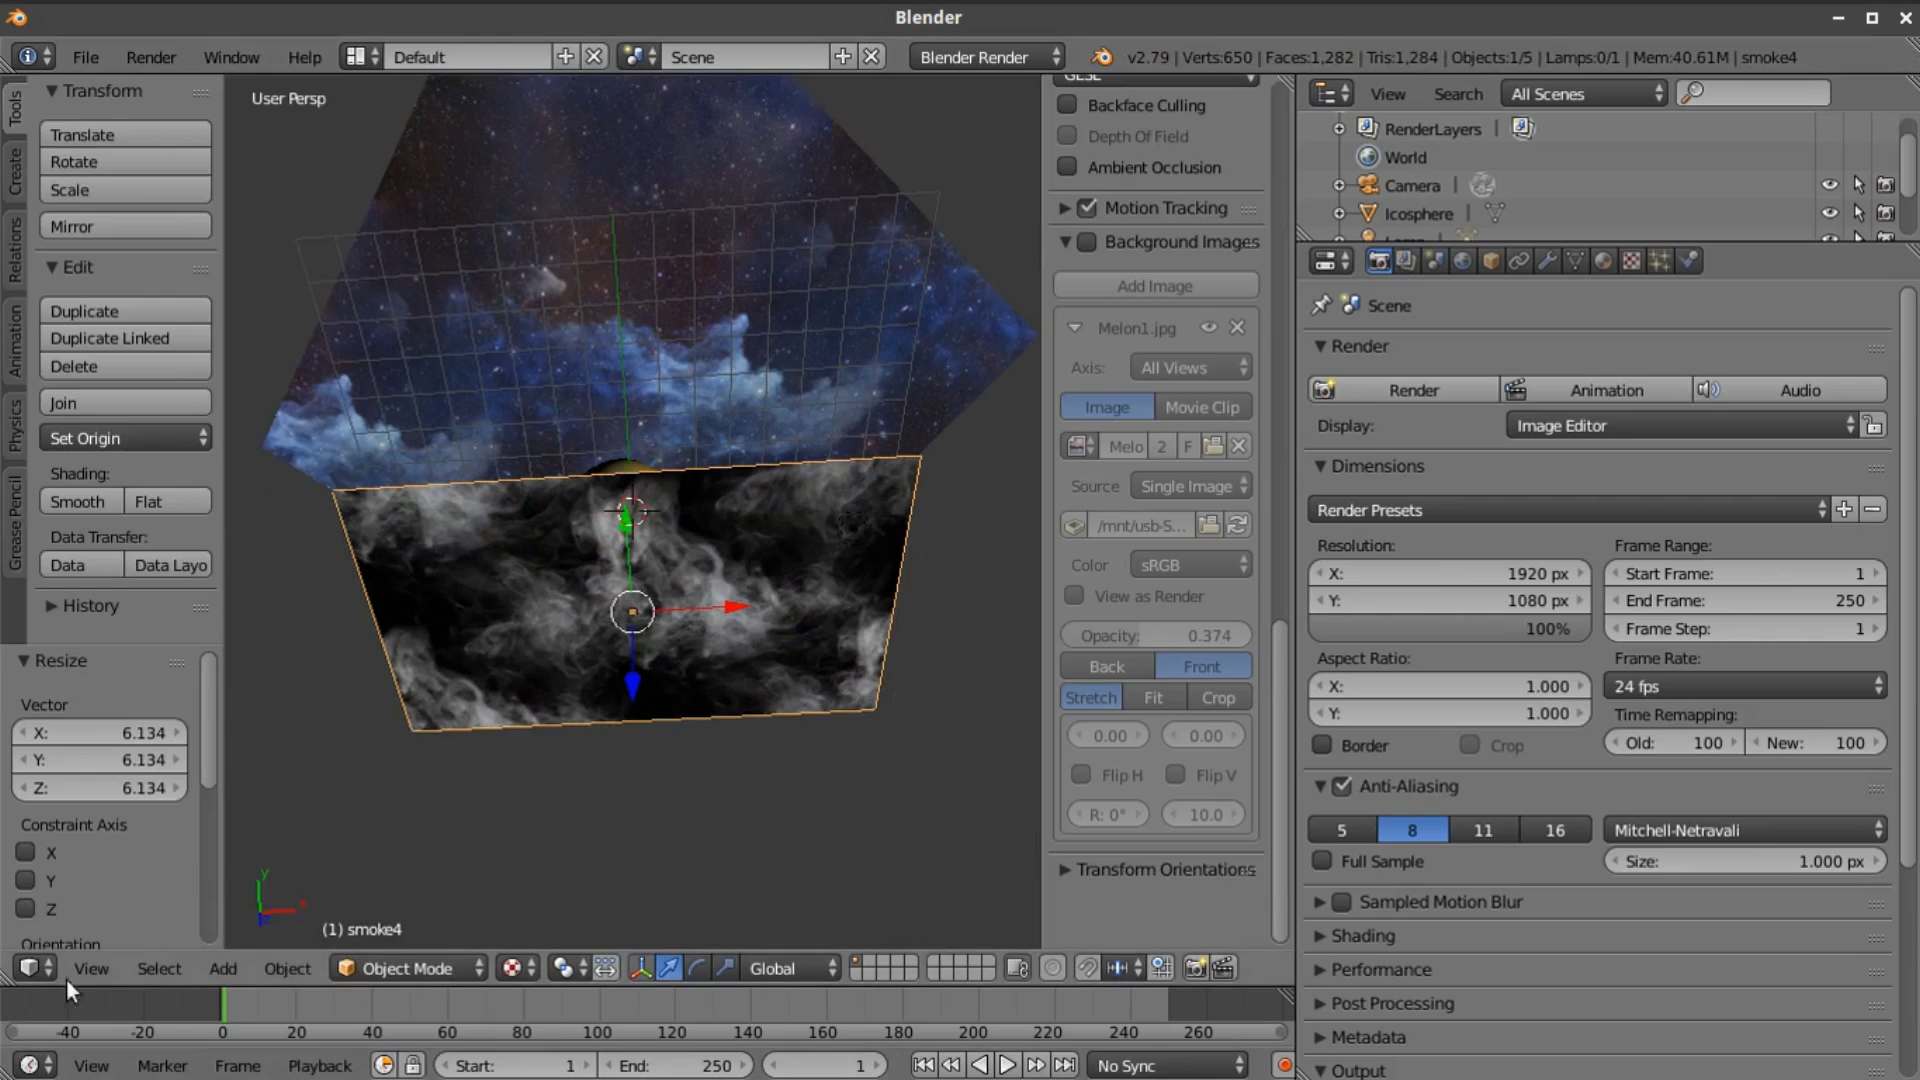 Blender
File Render Window Help Default Scene Blender Render v2.79 | Verts:650 | Faces:1,282 | Tris:1,284 | Objects:1/5 | Lamps:0/1 | Mem:40.61M | smoke4
Tools
Create
Relations
Animation
Physics
Grease Pencil
Transform
Translate
Rotate
Scale
Mirror
Edit
Duplicate
Duplicate Linked
Delete
Join
Set Origin
Shading:
Smooth Flat
Data Transfer:
Data Data Layo
History
Resize
Vector
X: 6.134
Y: 6.134
Z: 6.134
Constraint Axis
X
Y
Z
Orientation
User Persp
y
x
(1) smoke4
GLSL
Backface Culling
Depth Of Field
Ambient Occlusion
Motion Tracking
Background Images
Add Image
Melon1.jpg
Axis: All Views
Image Movie Clip
Melo 2 F
Source Single Image
/mnt/usb-S...
Color sRGB
View as Render
Opacity: 0.374
Back Front
Stretch Fit Crop
0.00 0.00
Flip H Flip V
R: 0° 10.0
Transform Orientations
View Search All Scenes
RenderLayers |
World
Camera |
Icosphere |
Scene
Render
Render Animation Audio
Display: Image Editor
Dimensions
Render Presets
Resolution: Frame Range:
X: 1920 px Start Frame: 1
Y: 1080 px End Frame: 250
100% Frame Step: 1
Aspect Ratio: Frame Rate:
X: 1.000 24 fps
Y: 1.000 Time Remapping:
Border Crop Old: 100 New: 100
Anti-Aliasing
5 8 11 16 Mitchell-Netravali
Full Sample Size: 1.000 px
Sampled Motion Blur
Shading
Performance
Post Processing
Metadata
Output
View Select Add Object Object Mode Global
-40 -20 0 20 40 60 80 100 120 140 160 180 200 220 240 260
View Marker Frame Playback Start: 1 End: 250 1 No Sync